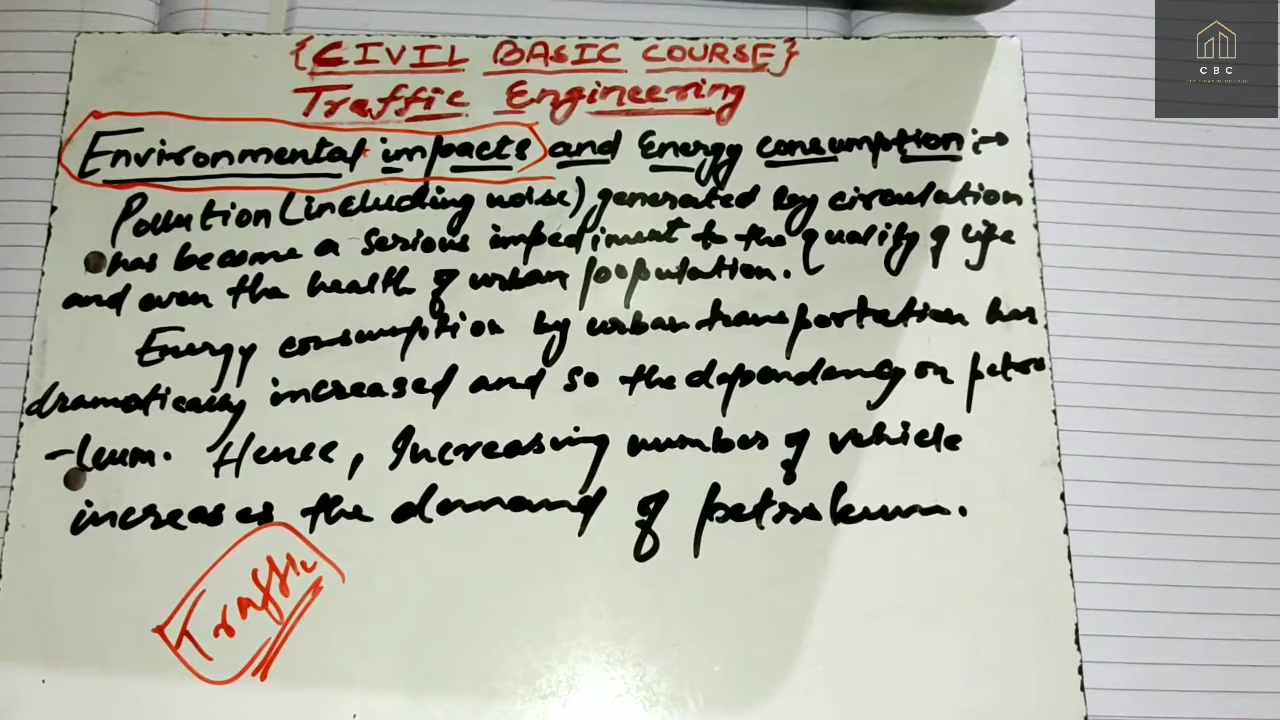 {CIVIL BASIC COURSE}
Traffic Engineering
Environmental impacts and Energy consumption:→
Pollution (including noise) generated by circulation
has become a serious impediment to the quality of life
and even the health of urban poopulation.
Energy consumption by urban transportation has
dramatically increased and so the dependency on petro
-leum. Hence, Increasing number of vehicle
increases the demand of petroleum.
Traffic
CBC